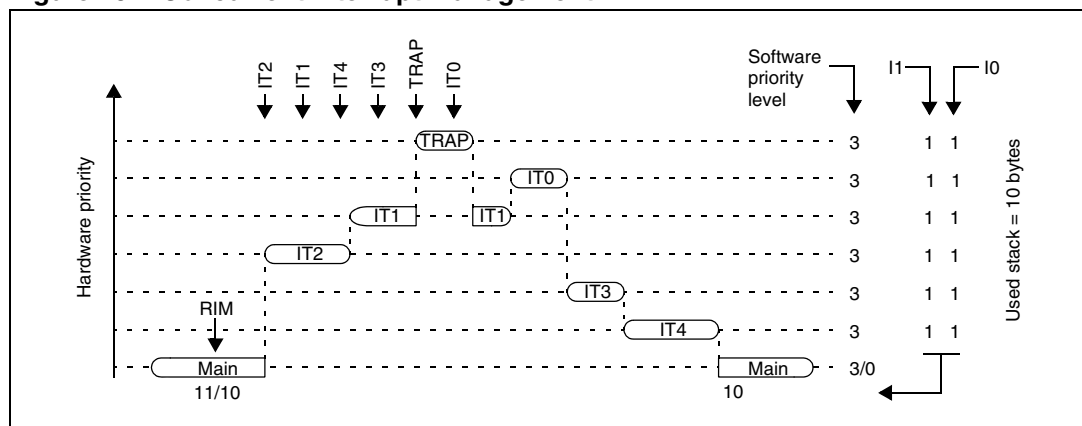 IT2
IT1
IT4
IT3
TRAP
IT0
Software
priority
level
I1
I0
Hardware priority
TRAP
3
1 1
IT0
3
1 1
IT1
IT1
3
1 1
IT2
3
1 1
IT3
3
1 1
RIM
IT4
3
1 1
Main
Main
3/0
11/10
10
Used stack = 10 bytes